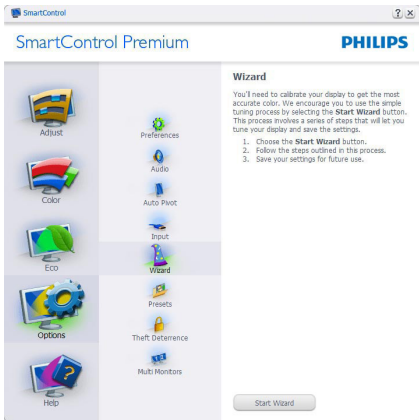 SmartControl
SmartControl Premium
PHILIPS
Adjust
Color
Eco
Options
Help
Preferences
Audio
Auto Pivot
Input
Wizard
Presets
Theft Deterrence
Multi Monitors
Wizard
You'll need to calibrate your display to get the most
accurate color. We encourage you to use the simple
tuning process by selecting the Start Wizard button.
This process involves a series of steps that will let you
tune your display and save the settings.
1. Choose the Start Wizard button.
2. Follow the steps outlined in this process.
3. Save your settings for future use.
Start Wizard